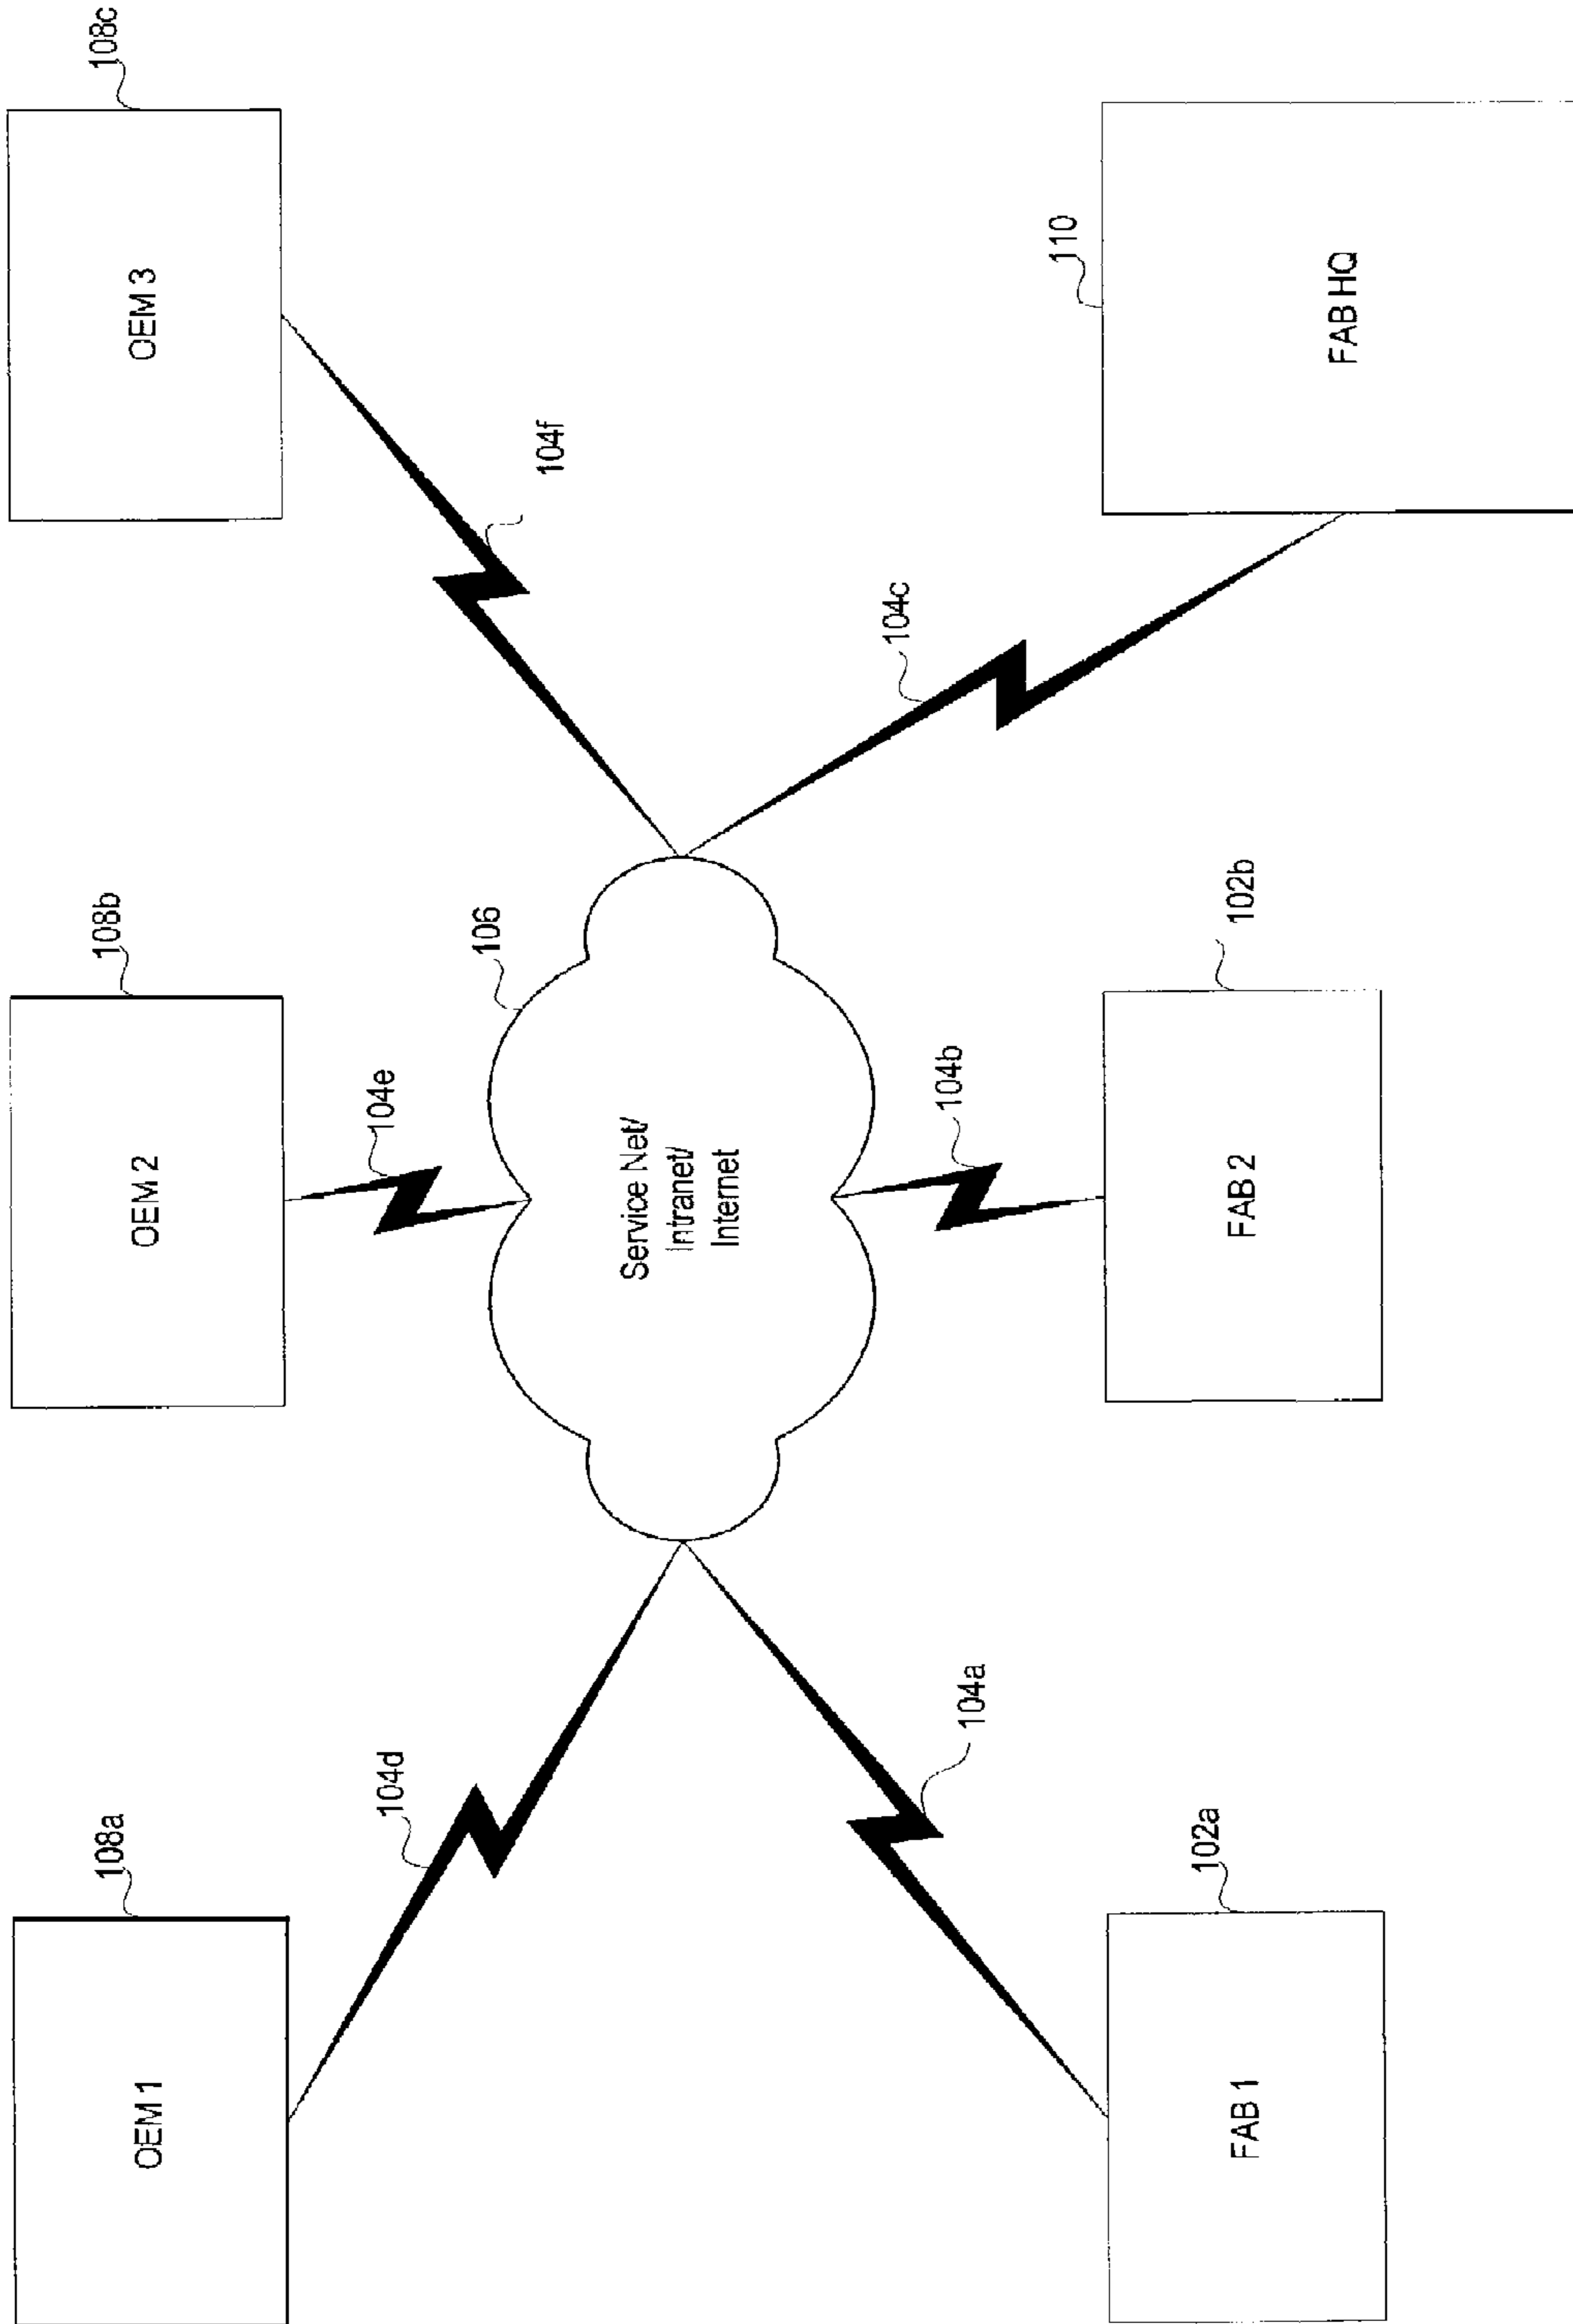 108a
108b
108c
OEM 1
OEM 2
OEM 3
104d
104e
106
104f
Service Net/
Intranet/
Internet
104a
104b
104c
102a
102b
110
FAB 1
FAB 2
FAB HQ